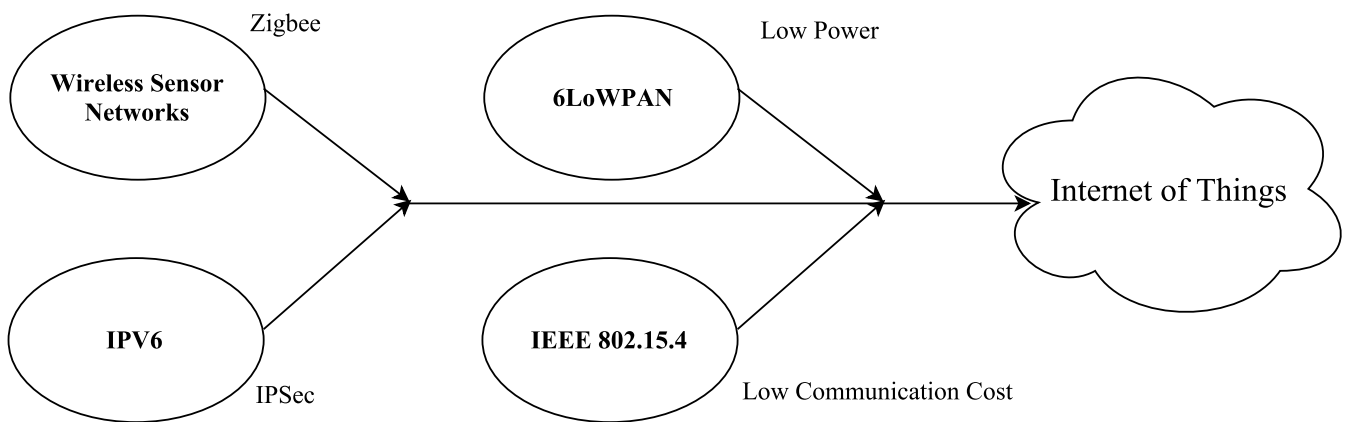 Zigbee
Wireless Sensor
Networks
Low Power
6LoWPAN
Internet of Things
IPV6
IPSec
IEEE 802.15.4
Low Communication Cost